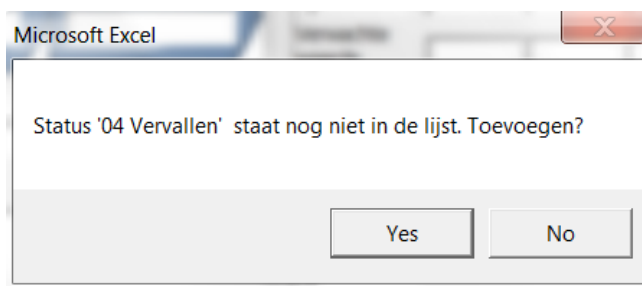 Microsoft Excel
Status '04 Vervallen'  staat nog niet in de lijst. Toevoegen?
Yes
No